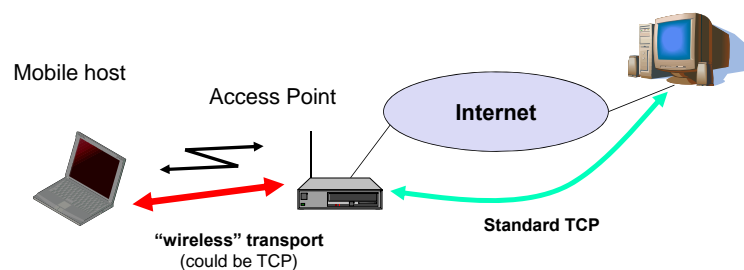 Mobile host
Access Point
Internet
Standard TCP
“wireless” transport
(could be TCP)